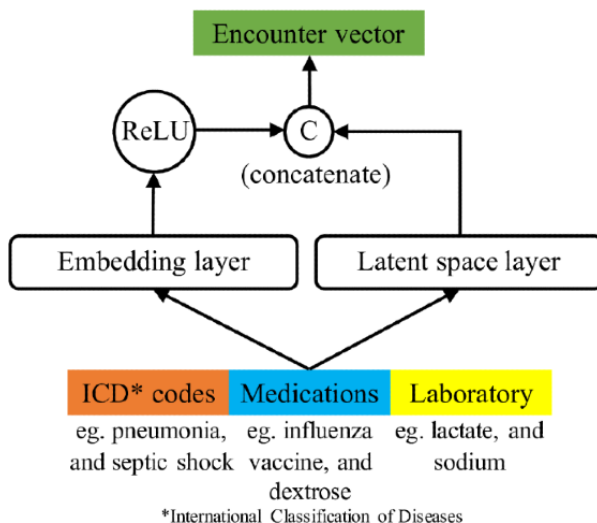 Encounter vector
ReLU
C
(concatenate)
Embedding layer
Latent space layer
ICD* codes
Medications
Laboratory
eg. pneumonia,
and septic shock
eg. influenza
vaccine, and
dextrose
eg. lactate, and
sodium
*International Classification of Diseases